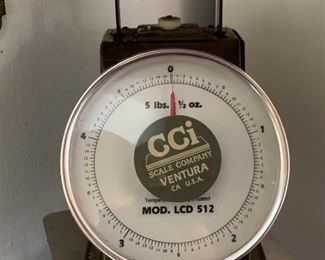 0
5 lbs. x ½ oz.
4
1
CCi
SCALE COMPANY
VENTURA
CA U.S.A.
MOD. LCD 512
3
2